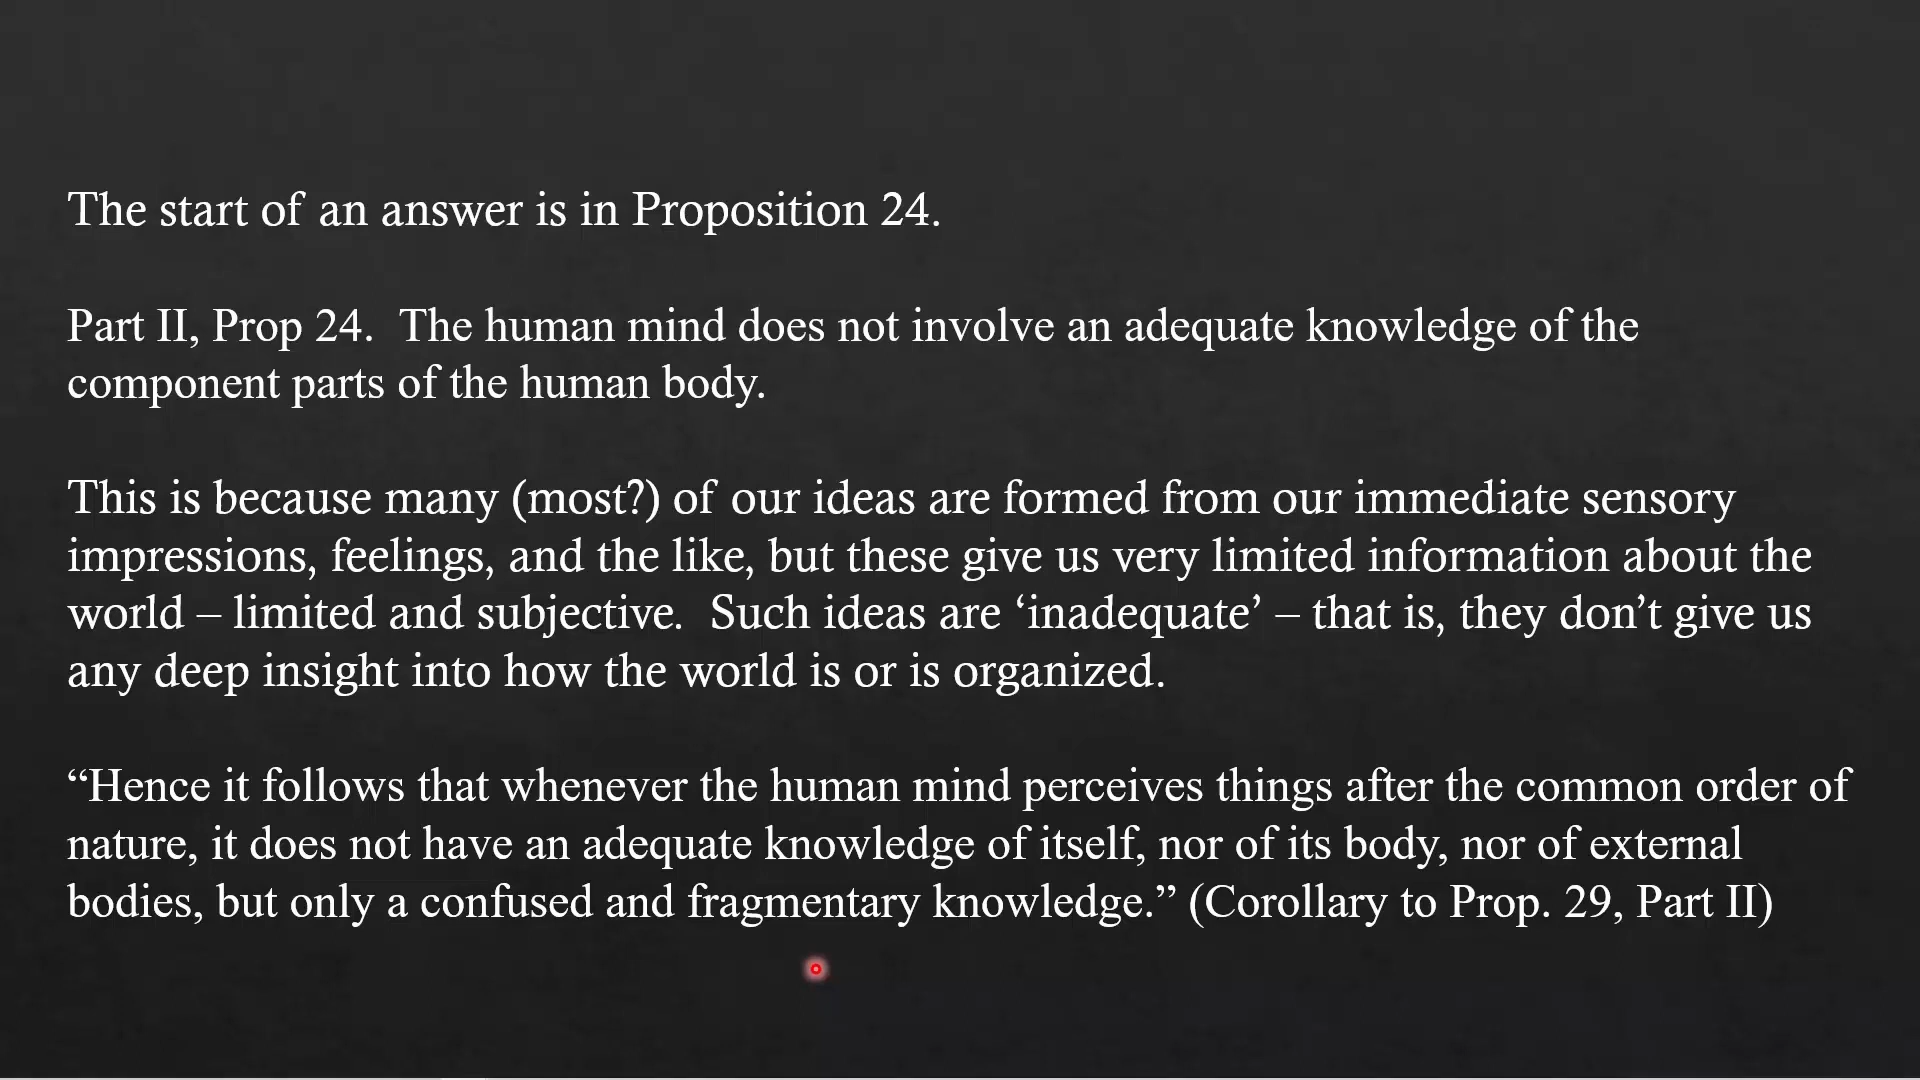 The start of an answer is in Proposition 24.
Part II, Prop 24.  The human mind does not involve an adequate knowledge of the
component parts of the human body.
This is because many (most?) of our ideas are formed from our immediate sensory
impressions, feelings, and the like, but these give us very limited information about the
world – limited and subjective.  Such ideas are ‘inadequate’ – that is, they don’t give us
any deep insight into how the world is or is organized.
“Hence it follows that whenever the human mind perceives things after the common order of
nature, it does not have an adequate knowledge of itself, nor of its body, nor of external
bodies, but only a confused and fragmentary knowledge.” (Corollary to Prop. 29, Part II)